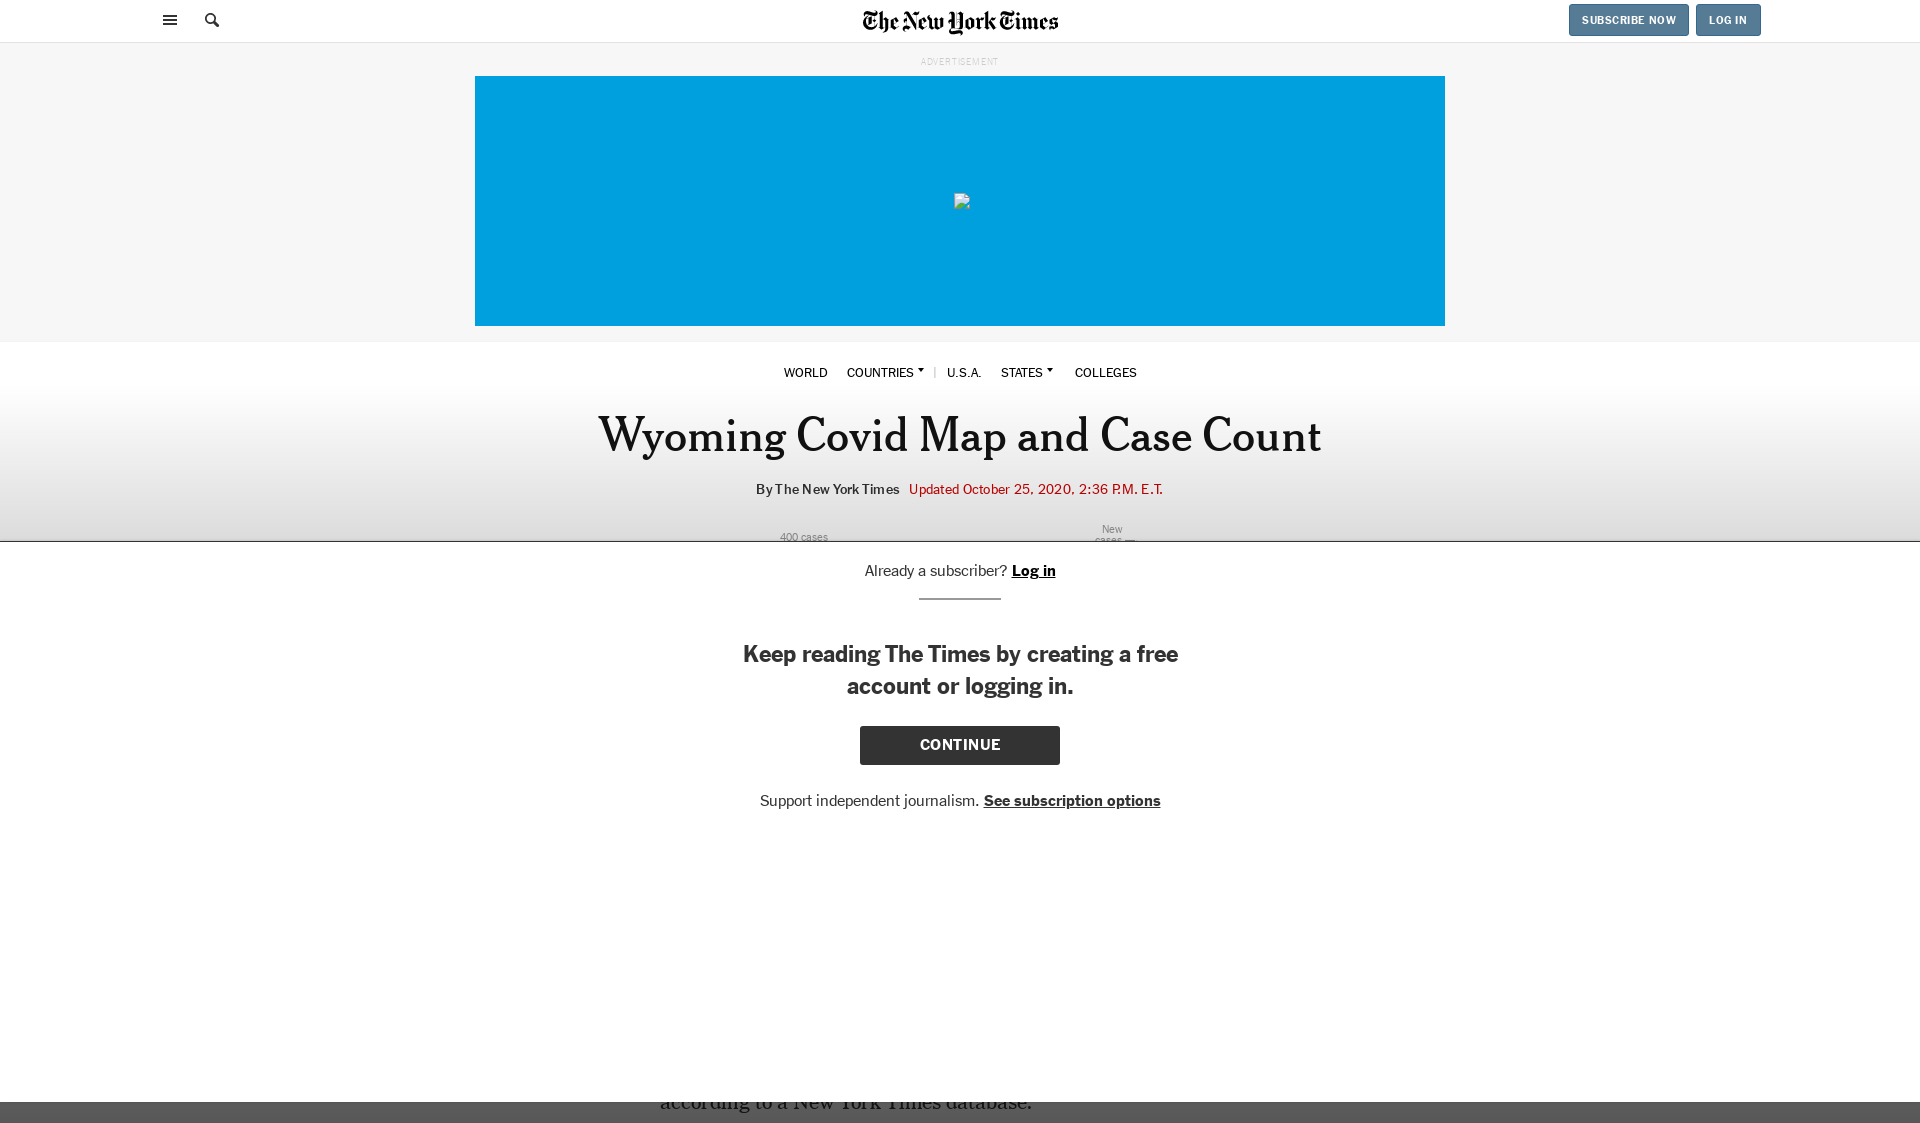 The New York Times
SUBSCRIBE NOW
LOG IN
ADVERTISEMENT
WORLD COUNTRIES | U.S.A. STATES COLLEGES
Wyoming Covid Map and Case Count
By The New York Times Updated October 25, 2020, 2:36 P.M. E.T.
400 cases
New
cases
Already a subscriber? Log in
Keep reading The Times by creating a free
account or logging in.
CONTINUE
Support independent journalism. See subscription options
according to a New York Times database.